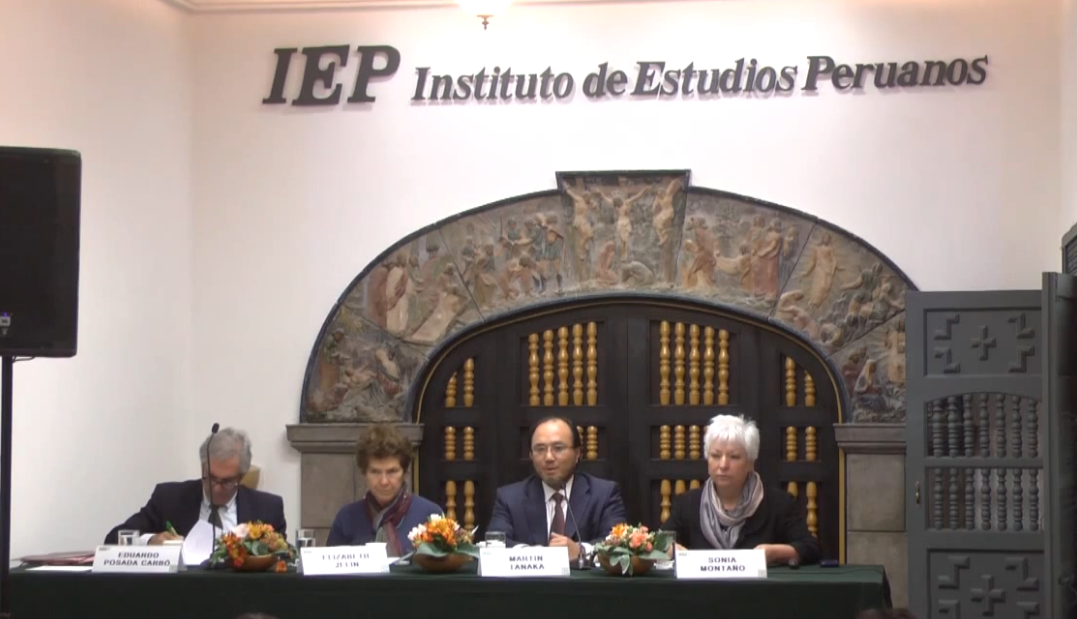 IEP Instituto de Estudios Peruanos
EDUARDO
POSADA CARBÓ
ELIZABETH
JELIN
MARTIN
TANAKA
SONIA
MONTAÑO